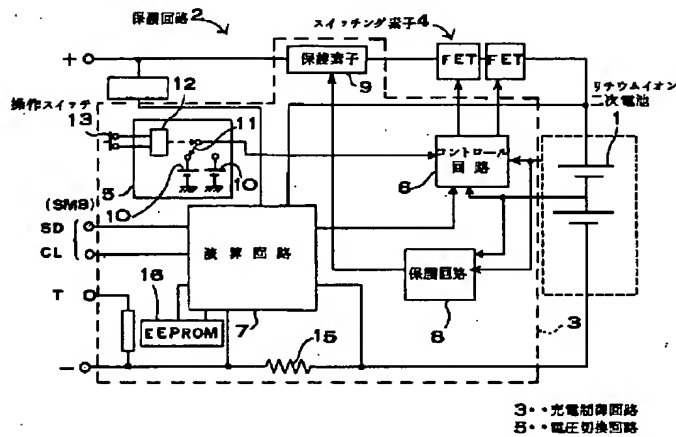 保護回路2
スイッチング素子4
+
保護素子
9
FET
FET
リチウムイオン
二次電池
1
12
操作スイッチ
13
11
コントロール
回路
6
5
10
10
(SMB)
SD
CL
演算回路
保護回路
8
T
16
EEPROM
7
15
3
−
3・・充電制御回路
5・・電圧切換回路